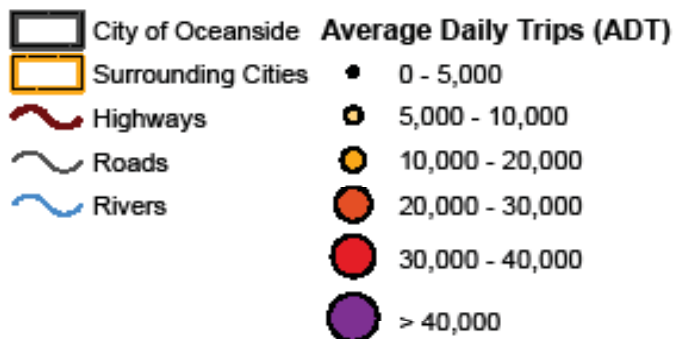 City of Oceanside
Surrounding Cities
Highways
Roads
Rivers
Average Daily Trips (ADT)
0 - 5,000
5,000 - 10,000
10,000 - 20,000
20,000 - 30,000
30,000 - 40,000
> 40,000